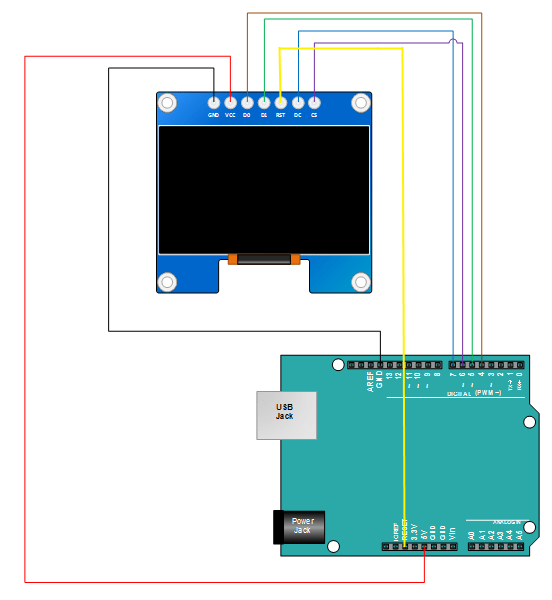 GND VCC D0 D1 RST DC CS
AREF
GND
13
12
~ 11
~ 10
~ 9
8
7
~ 6
~ 5
4
~ 3
2
TX→ 1
RX← 0
DIGITAL (PWM ~)
USB
Jack
Power
Jack
IOREF
RESET
3.3V
5V
GND
GND
Vin
ANALOG IN
A0
A1
A2
A3
A4
A5